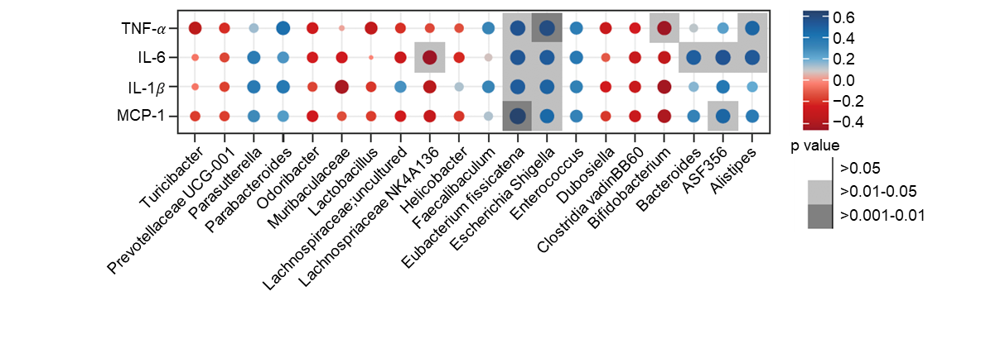 TNF-α
IL-6
IL-1β
MCP-1
Turicibacter
Prevotellaceae UCG-001
Parasutterella
Parabacteroides
Odoribacter
Muribaculaceae
Lactobacillus
Lachnospiraceae;uncultured
Lachnospriaceae NK4A136
Helicobacter
Faecalibaculum
Eubacterium fissicatena
Escherichia Shigella
Enterococcus
Dubosiella
Clostridia vadinBB60
Bifidobacterium
Bacteroides
ASF356
Alistipes
0.6
0.4
0.2
0.0
−0.2
−0.4
p value
>0.05
>0.01-0.05
>0.001-0.01